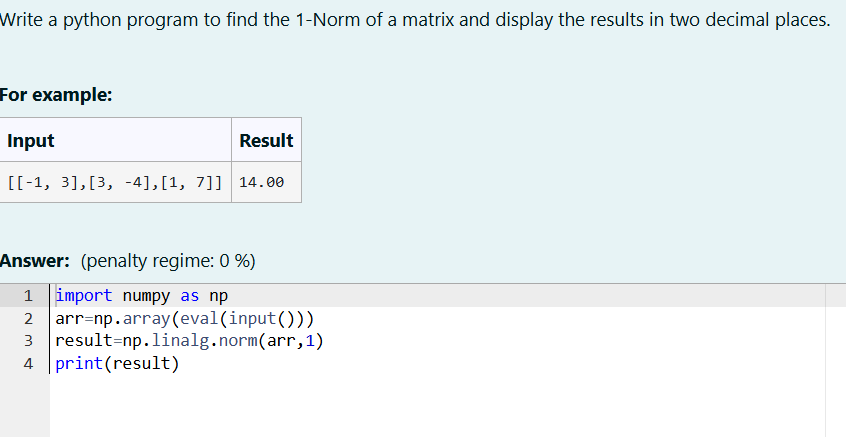 Write a python program to find the 1-Norm of a matrix and display the results in two decimal places.
For example:
Input Result
[[-1, 3],[3, -4],[1, 7]] 14.00
Answer: (penalty regime: 0 %)
1 import numpy as np
2 arr=np.array(eval(input()))
3 result=np.linalg.norm(arr,1)
4 print(result)